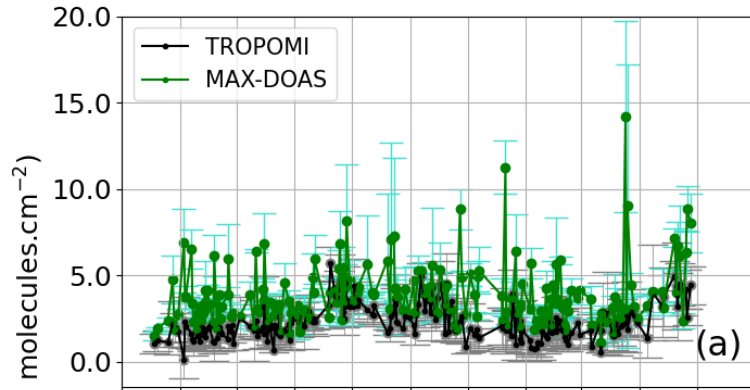 20.0
TROPOMI
MAX-DOAS
15.0
10.0
5.0
0.0
molecules.cm⁻²)
(a)